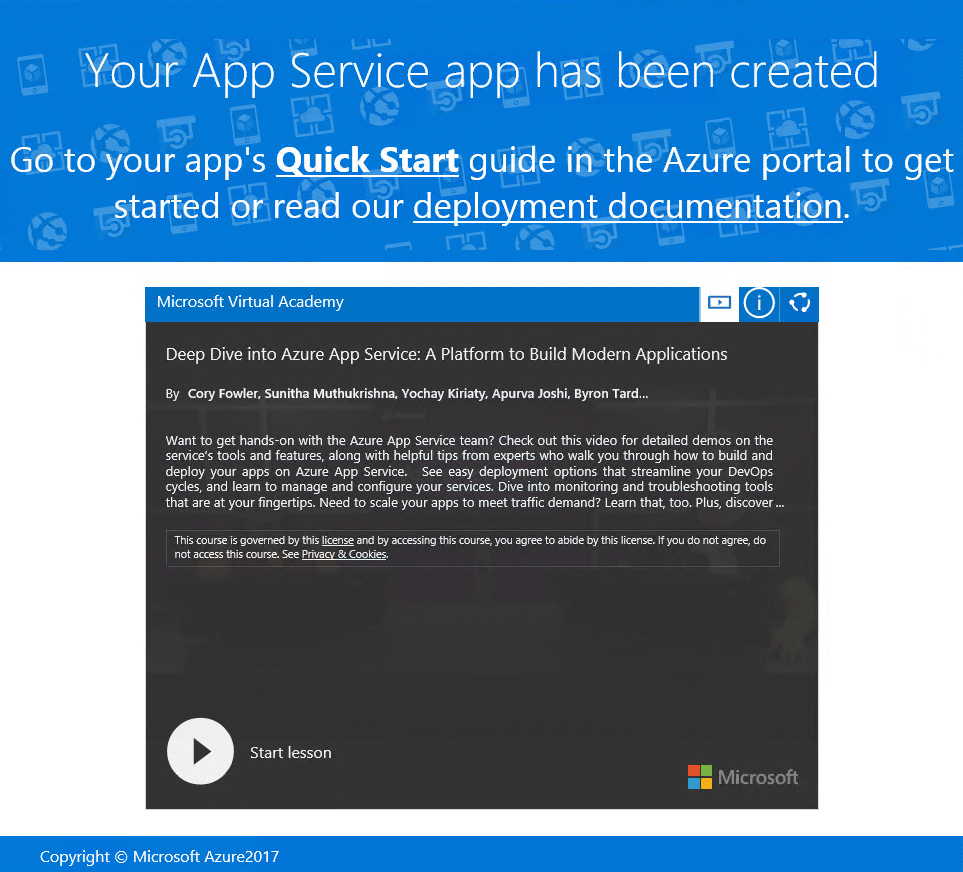 Your App Service app has been created
Go to your app's Quick Start guide in the Azure portal to get
started or read our deployment documentation.
Microsoft Virtual Academy
Deep Dive into Azure App Service: A Platform to Build Modern Applications
By Cory Fowler, Sunitha Muthukrishna, Yochay Kiriaty, Apurva Joshi, Byron Tard...
Want to get hands-on with the Azure App Service team? Check out this video for detailed demos on the
service's tools and features, along with helpful tips from experts who walk you through how to build and
deploy your apps on Azure App Service. See easy deployment options that streamline your DevOps
cycles, and learn to manage and configure your services. Dive into monitoring and troubleshooting tools
that are at your fingertips. Need to scale your apps to meet traffic demand? Learn that, too. Plus, discover ...
This course is governed by this license and by accessing this course, you agree to abide by this license. If you do not agree, do
not access this course. See Privacy & Cookies.
Start lesson
Microsoft
Copyright © Microsoft Azure2017